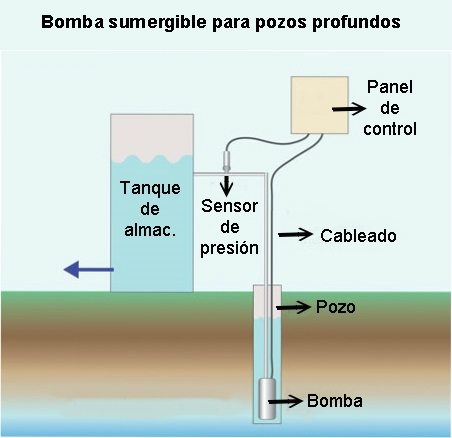 Bomba sumergible para pozos profundos
Panel
de
control
Tanque
de
almac.
Sensor
de
presión
Cableado
Pozo
Bomba